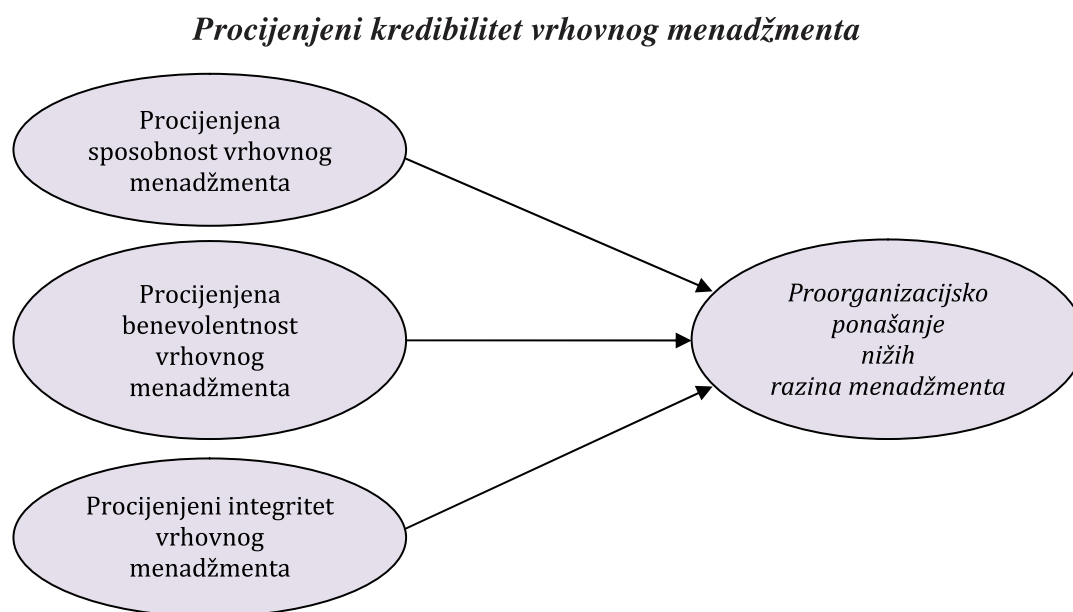 Procijenjeni kredibilitet vrhovnog menadžmenta
Procijenjena
sposobnost vrhovnog
menadžmenta
Procijenjena
benevolentnost
vrhovnog
menadžmenta
Procijenjeni integritet
vrhovnog
menadžmenta
Proorganizacijsko
ponašanje
nižih
razina menadžmenta